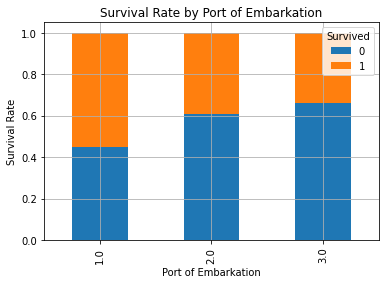 Survival Rate by Port of Embarkation
Survived
0
1
1.0
0.8
0.6
0.4
0.2
0.0
Survival Rate
1.0
2.0
3.0
Port of Embarkation